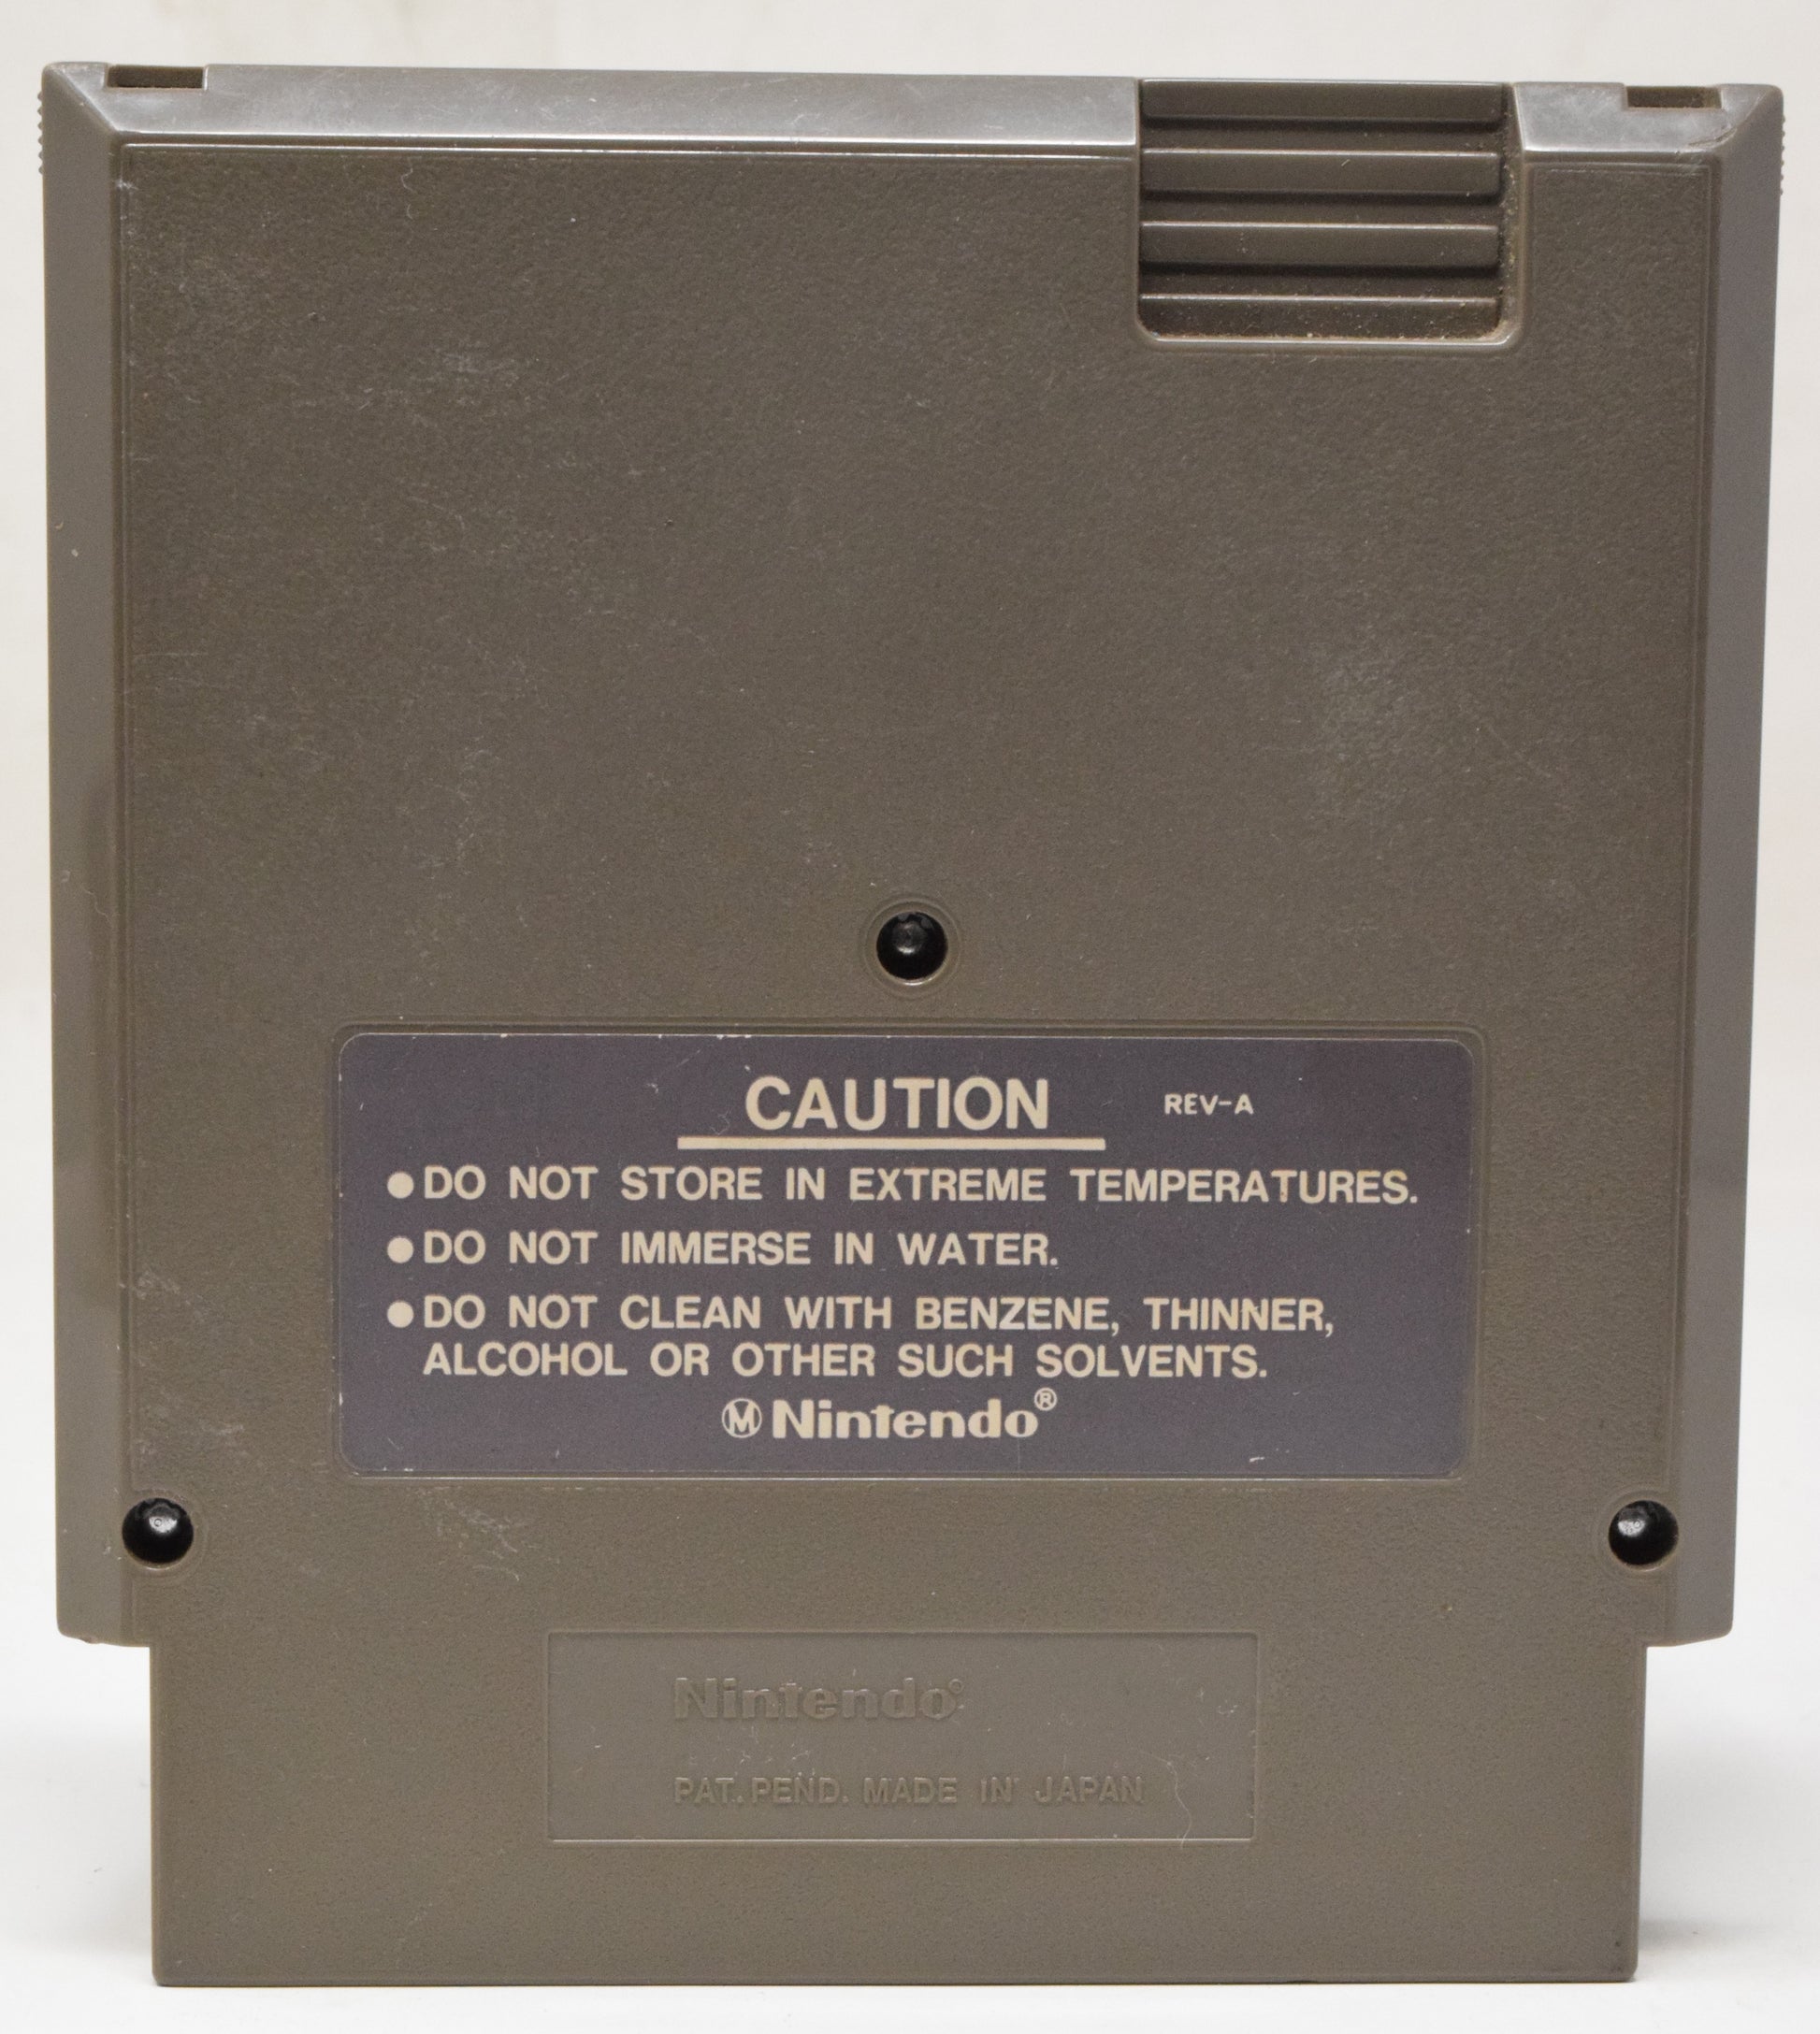 CAUTION REV-A
●DO NOT STORE IN EXTREME TEMPERATURES.
●DO NOT IMMERSE IN WATER.
●DO NOT CLEAN WITH BENZENE, THINNER,
ALCOHOL OR OTHER SUCH SOLVENTS.
Ⓜ Nintendo®
Nintendo®
PAT. PEND. MADE IN JAPAN